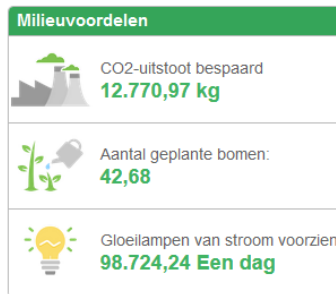 Milieuvoordelen
CO2-uitstoot bespaard
12.770,97 kg
Aantal geplante bomen:
42,68
Gloeilampen van stroom voorzien
98.724,24 Een dag